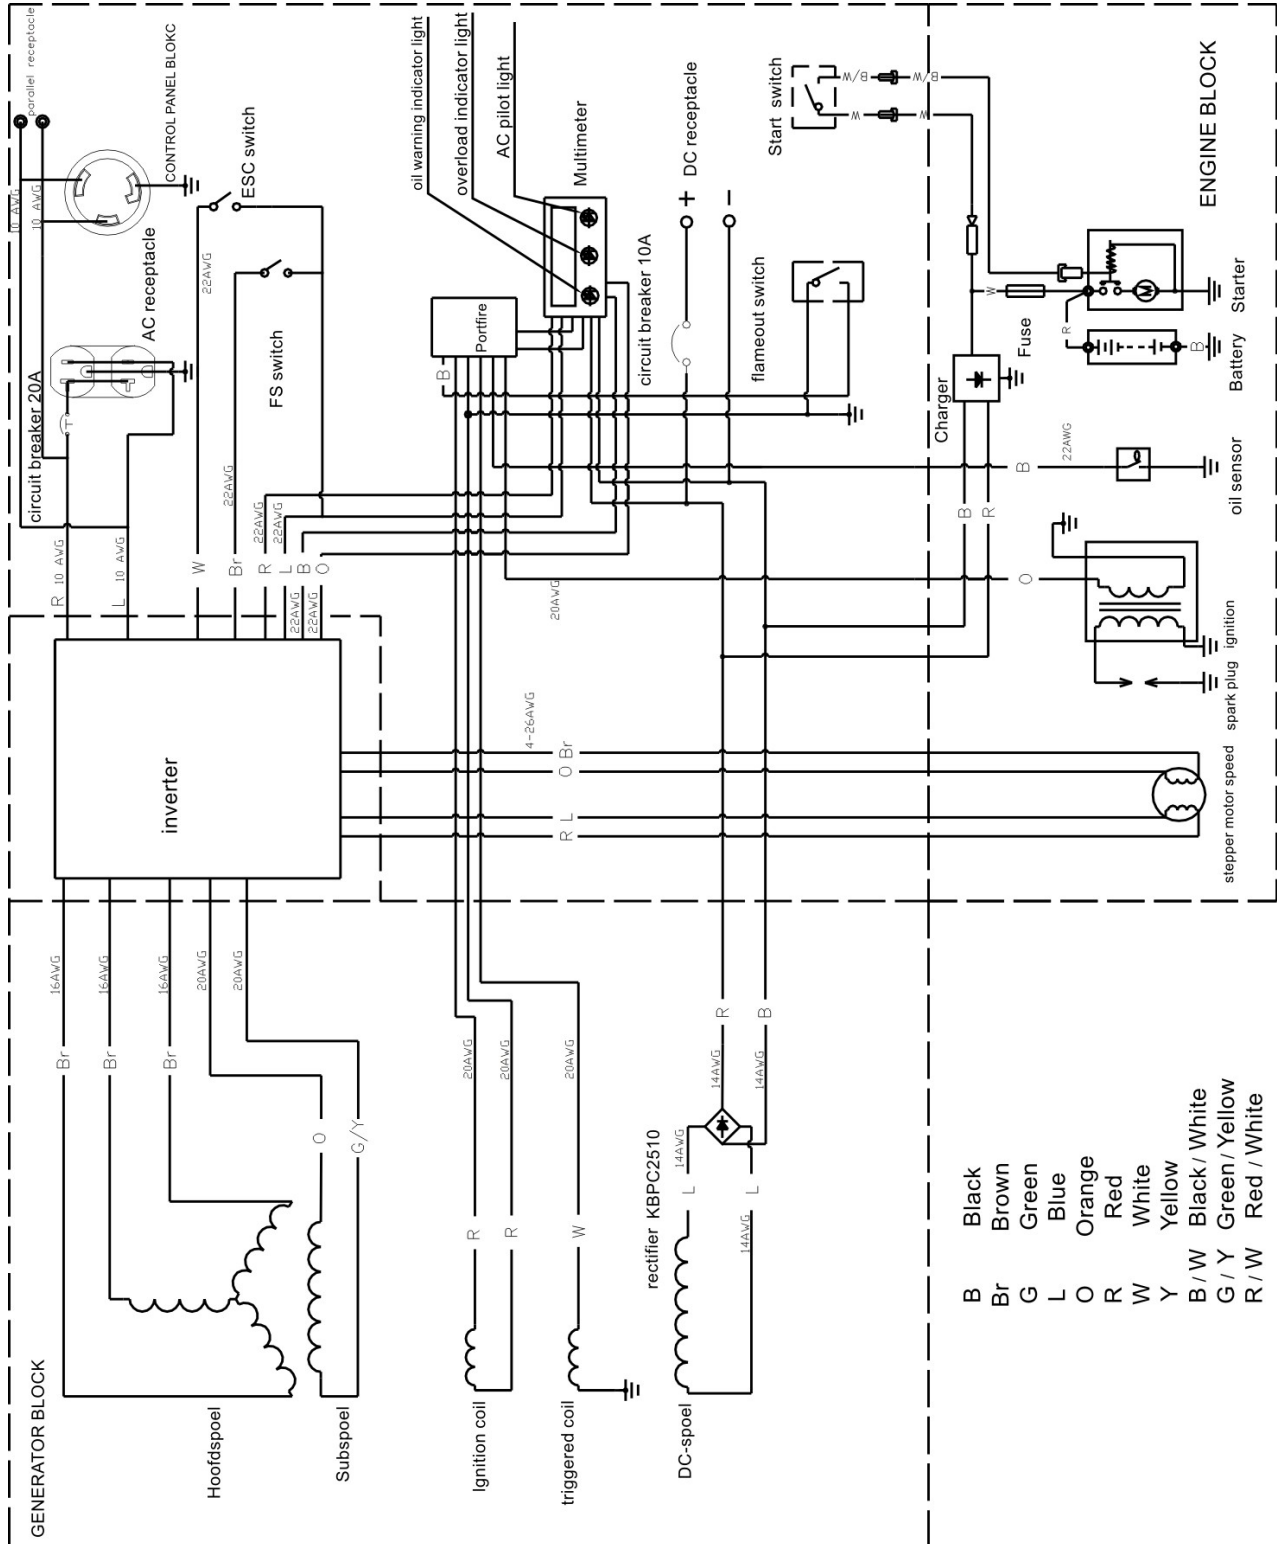 GENERATOR BLOCK
Hoofdspoel
Subspoel
Ignition coil
triggered coil
DC-spoel
rectifier KBPC2510
Br
16AWG
Br
16AWG
Br
16AWG
20AWG
20AWG
O
G/Y
R
20AWG
R
20AWG
W
20AWG
L
14AWG
L
14AWG
R
14AWG
B
14AWG
inverter
R 10 AWG
L 10 AWG
W
22AWG
Br
22AWG
R
22AWG
L
22AWG
B
22AWG
O
22AWG
circuit breaker 20A
AC receptacle
parallel receptacle
10 AWG
10 AWG
CONTROL PANEL BLOKC
ESC switch
FS switch
oil warning indicator light
overload indicator light
AC pilot light
Multimeter
Portfire
B
circuit breaker 10A
DC receptacle
+
-
flameout switch
Start switch
B/W
B/W
W
W
20AWG
4-26AWG
O Br
R L
ENGINE BLOCK
Charger
Fuse
W
R
M
B
Starter
Battery
B
22AWG
oil sensor
B
R
O
ignition
spark plug
stepper motor speed
B Black
Br Brown
G Green
L Blue
O Orange
R Red
W White
Y Yellow
B / W Black / White
G / Y Green / Yellow
R / W Red / White